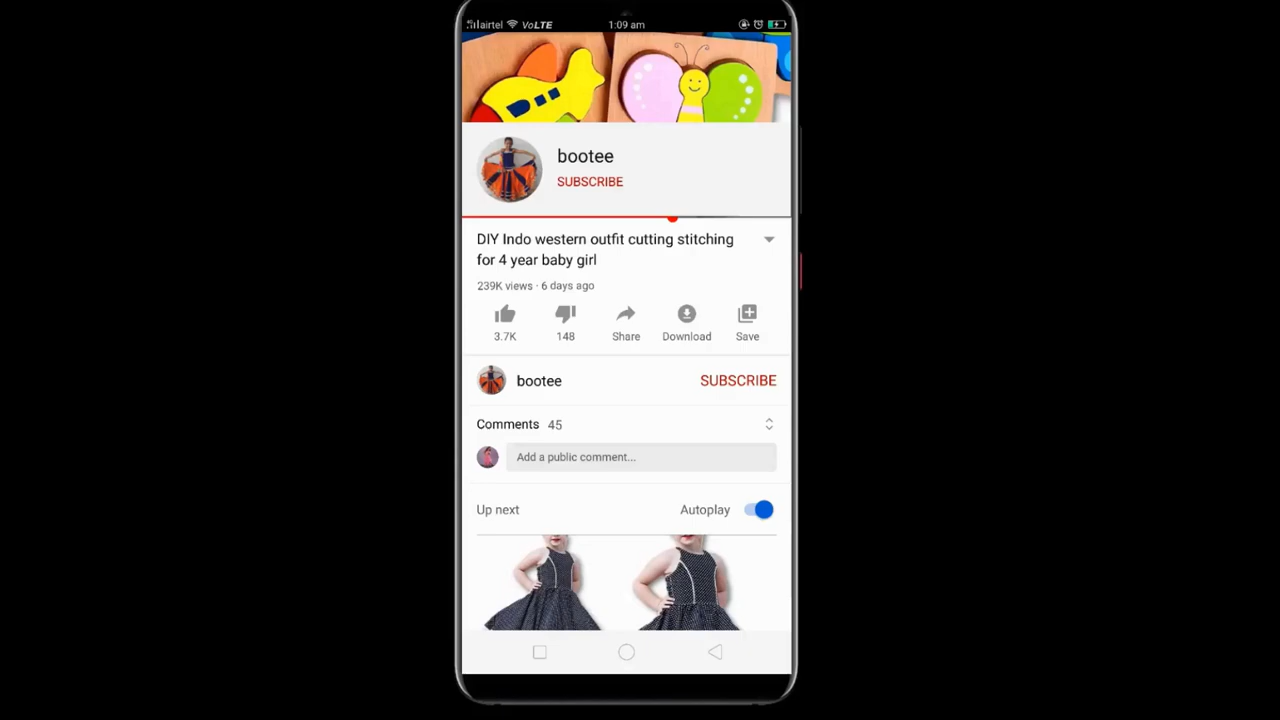 airtel VoLTE 1:09 am
bootee
SUBSCRIBE
DIY Indo western outfit cutting stitching
for 4 year baby girl
239K views · 6 days ago
3.7K 148 Share Download Save
bootee SUBSCRIBE
Comments 45
Add a public comment...
Up next Autoplay